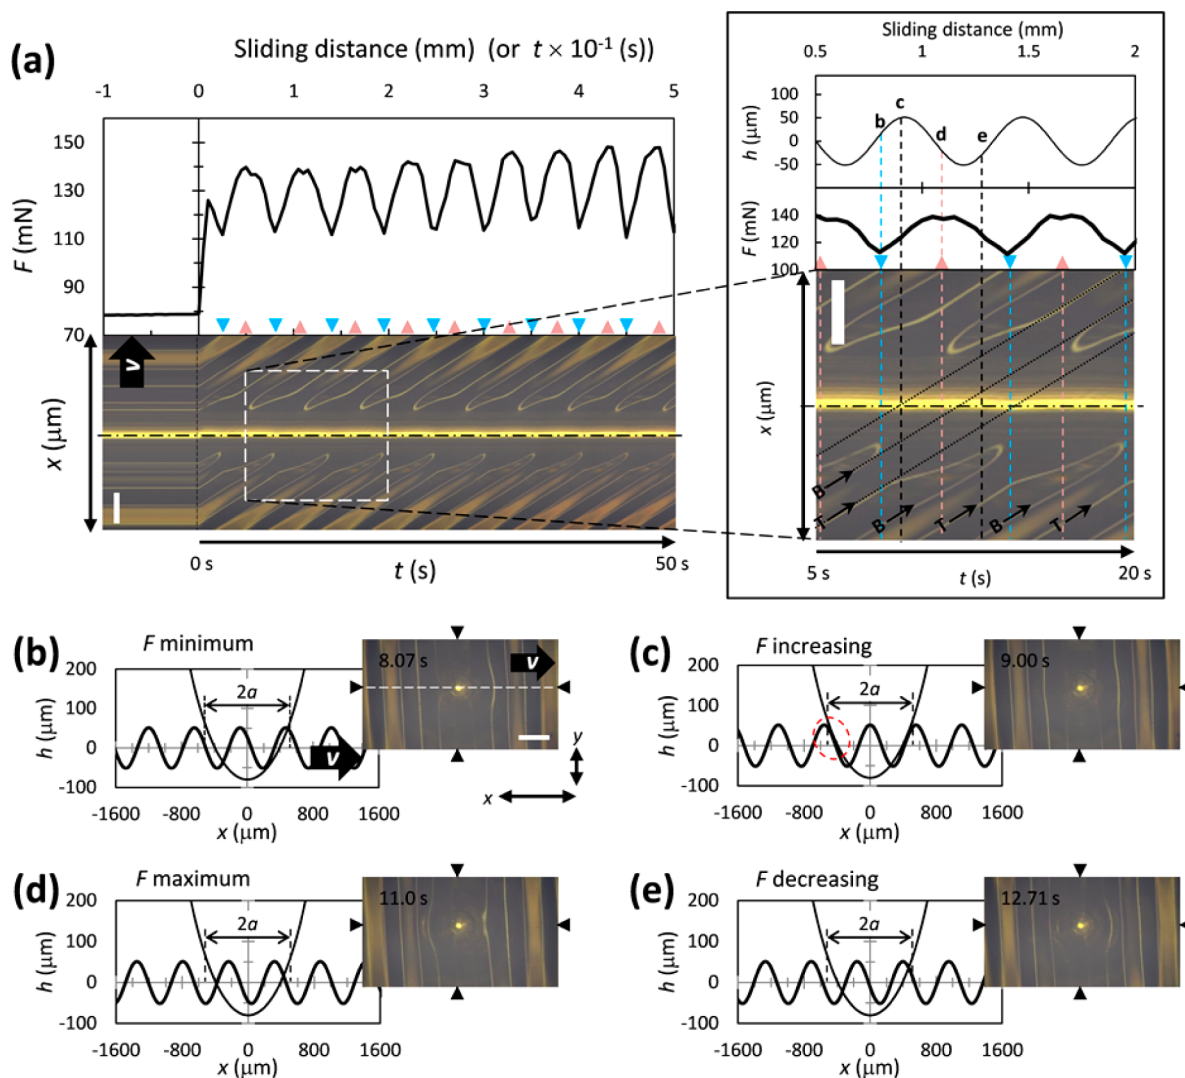 (a)
Sliding distance (mm) (or t × 10⁻¹ (s))
-1 0 1 2 3 4 5
F (mN)
150
130
110
90
70
v
x (μm)
0 s
t (s)
50 s
Sliding distance (mm)
0.5 1 1.5 2
h (μm)
100
50
0
-50
b c d e
F (mN)
140
120
100
x (μm)
B
T B T B T
5 s
t (s)
20 s
(b)
F minimum
8.07 s
v
200
100
0
-100
h (μm)
2a
v
y
x
-1600 -800 0 800 1600
x (μm)
(c)
F increasing
9.00 s
200
100
0
-100
h (μm)
2a
-1600 -800 0 800 1600
x (μm)
(d)
F maximum
11.0 s
200
100
0
-100
h (μm)
2a
-1600 -800 0 800 1600
x (μm)
(e)
F decreasing
12.71 s
200
100
0
-100
h (μm)
2a
-1600 -800 0 800 1600
x (μm)